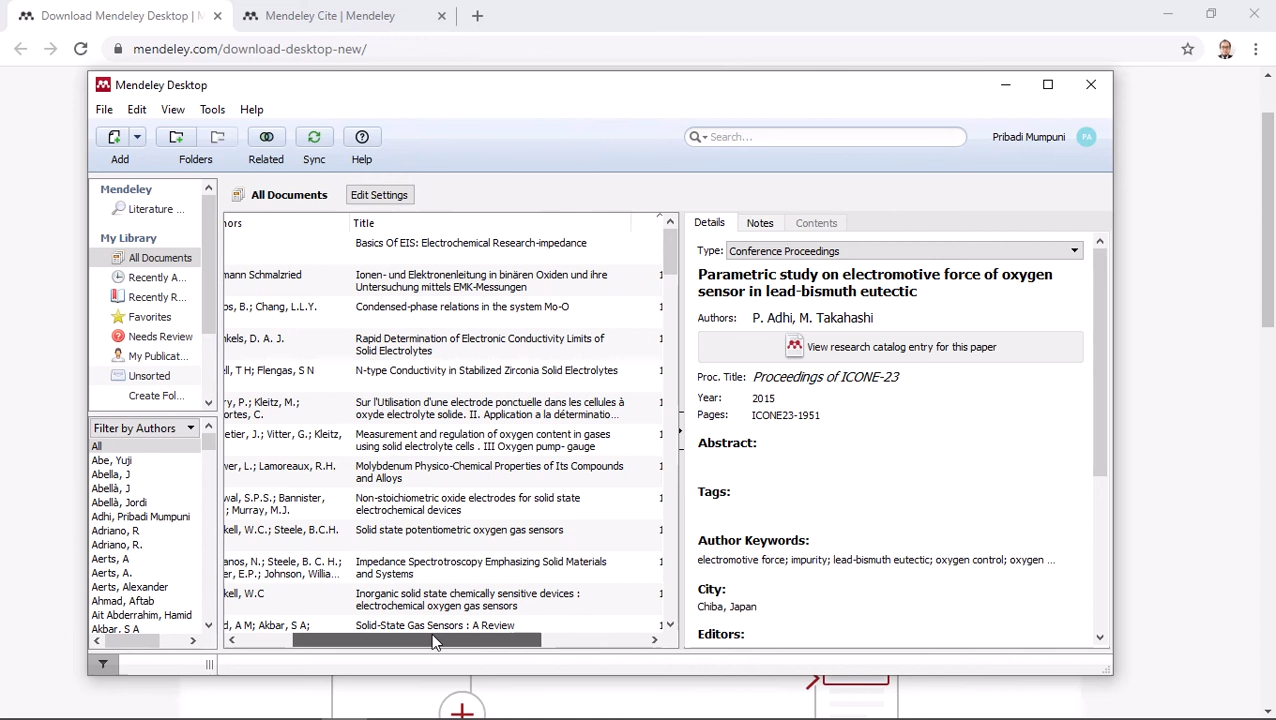 Download Mendeley Desktop | M
Mendeley Cite | Mendeley
mendeley.com/download-desktop-new/
Mendeley Desktop
File Edit View Tools Help
Add Folders Related Sync Help
Search...
Pribadi Mumpuni
PA
Mendeley
Literature ...
My Library
All Documents
Recently A...
Recently R...
Favorites
Needs Review
My Publicat...
Unsorted
Create Fol...
Filter by Authors
All
Abe, Yuji
Abella, J
Abellà, J
Abellà, Jordi
Adhi, Pribadi Mumpuni
Adriano, R
Adriano, R.
Aerts, A
Aerts, A.
Aerts, Alexander
Ahmad, Aftab
Ait Abderrahim, Hamid
Akbar, S A
All Documents
Edit Settings
hors Title
Basics Of EIS: Electrochemical Research-impedance
mann Schmalzried
Ionen- und Elektronenleitung in binären Oxiden und ihre
Untersuchung mittels EMK-Messungen
os, B.; Chang, L.L.Y.
Condensed-phase relations in the system Mo-O
nkels, D. A. J.
Rapid Determination of Electronic Conductivity Limits of
Solid Electrolytes
ll, T H; Flengas, S N
N-type Conductivity in Stabilized Zirconia Solid Electrolytes
y, P.; Kleitz, M.;
ortes, C.
Sur l'Utilisation d'une electrode ponctuelle dans les cellules à
oxyde electrolyte solide. II. Application a la déterminatio...
etier, J.; Vitter, G.; Kleitz,
Measurement and regulation of oxygen content in gases
using solid electrolyte cells . III Oxygen pump- gauge
wer, L.; Lamoreaux, R.H.
Molybdenum Physico-Chemical Properties of Its Compounds
and Alloys
wal, S.P.S.; Bannister,
; Murray, M.J.
Non-stoichiometric oxide electrodes for solid state
electrochemical devices
kell, W.C.; Steele, B.C.H.
Solid state potentiometric oxygen gas sensors
anos, N.; Steele, B. C. H.;
er, E.P.; Johnson, Willia...
Impedance Spectrotroscopy Emphasizing Solid Materials
and Systems
kell, W.C
Inorganic solid state chemically sensitive devices :
electrochemical oxygen gas sensors
d, A M; Akbar, S A;
Solid-State Gas Sensors : A Review
Details Notes Contents
Type: Conference Proceedings
Parametric study on electromotive force of oxygen
sensor in lead-bismuth eutectic
Authors: P. Adhi, M. Takahashi
View research catalog entry for this paper
Proc. Title: Proceedings of ICONE-23
Year: 2015
Pages: ICONE23-1951
Abstract:
Tags:
Author Keywords:
electromotive force; impurity; lead-bismuth eutectic; oxygen control; oxygen ...
City:
Chiba, Japan
Editors: